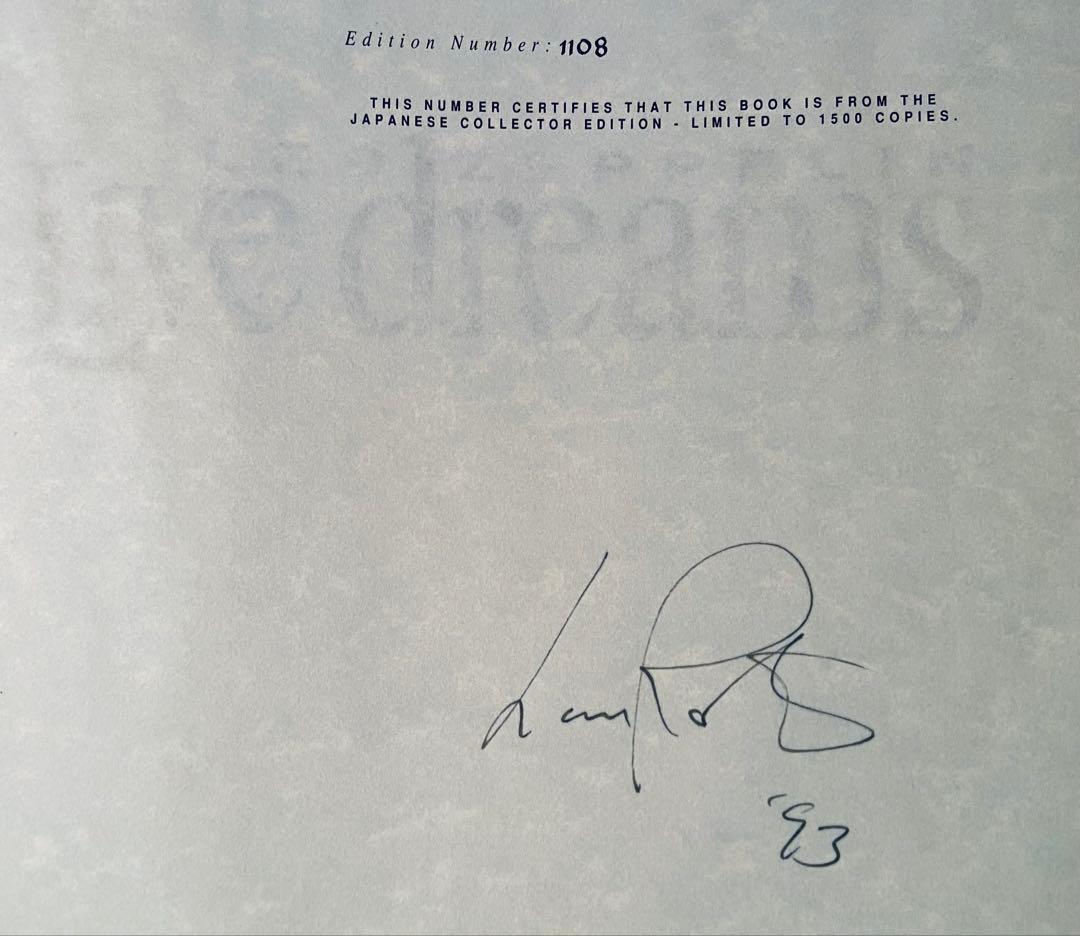 Edition Number: 1108
THIS NUMBER CERTIFIES THAT THIS BOOK IS FROM THE
JAPANESE COLLECTOR EDITION - LIMITED TO 1500 COPIES.
'93